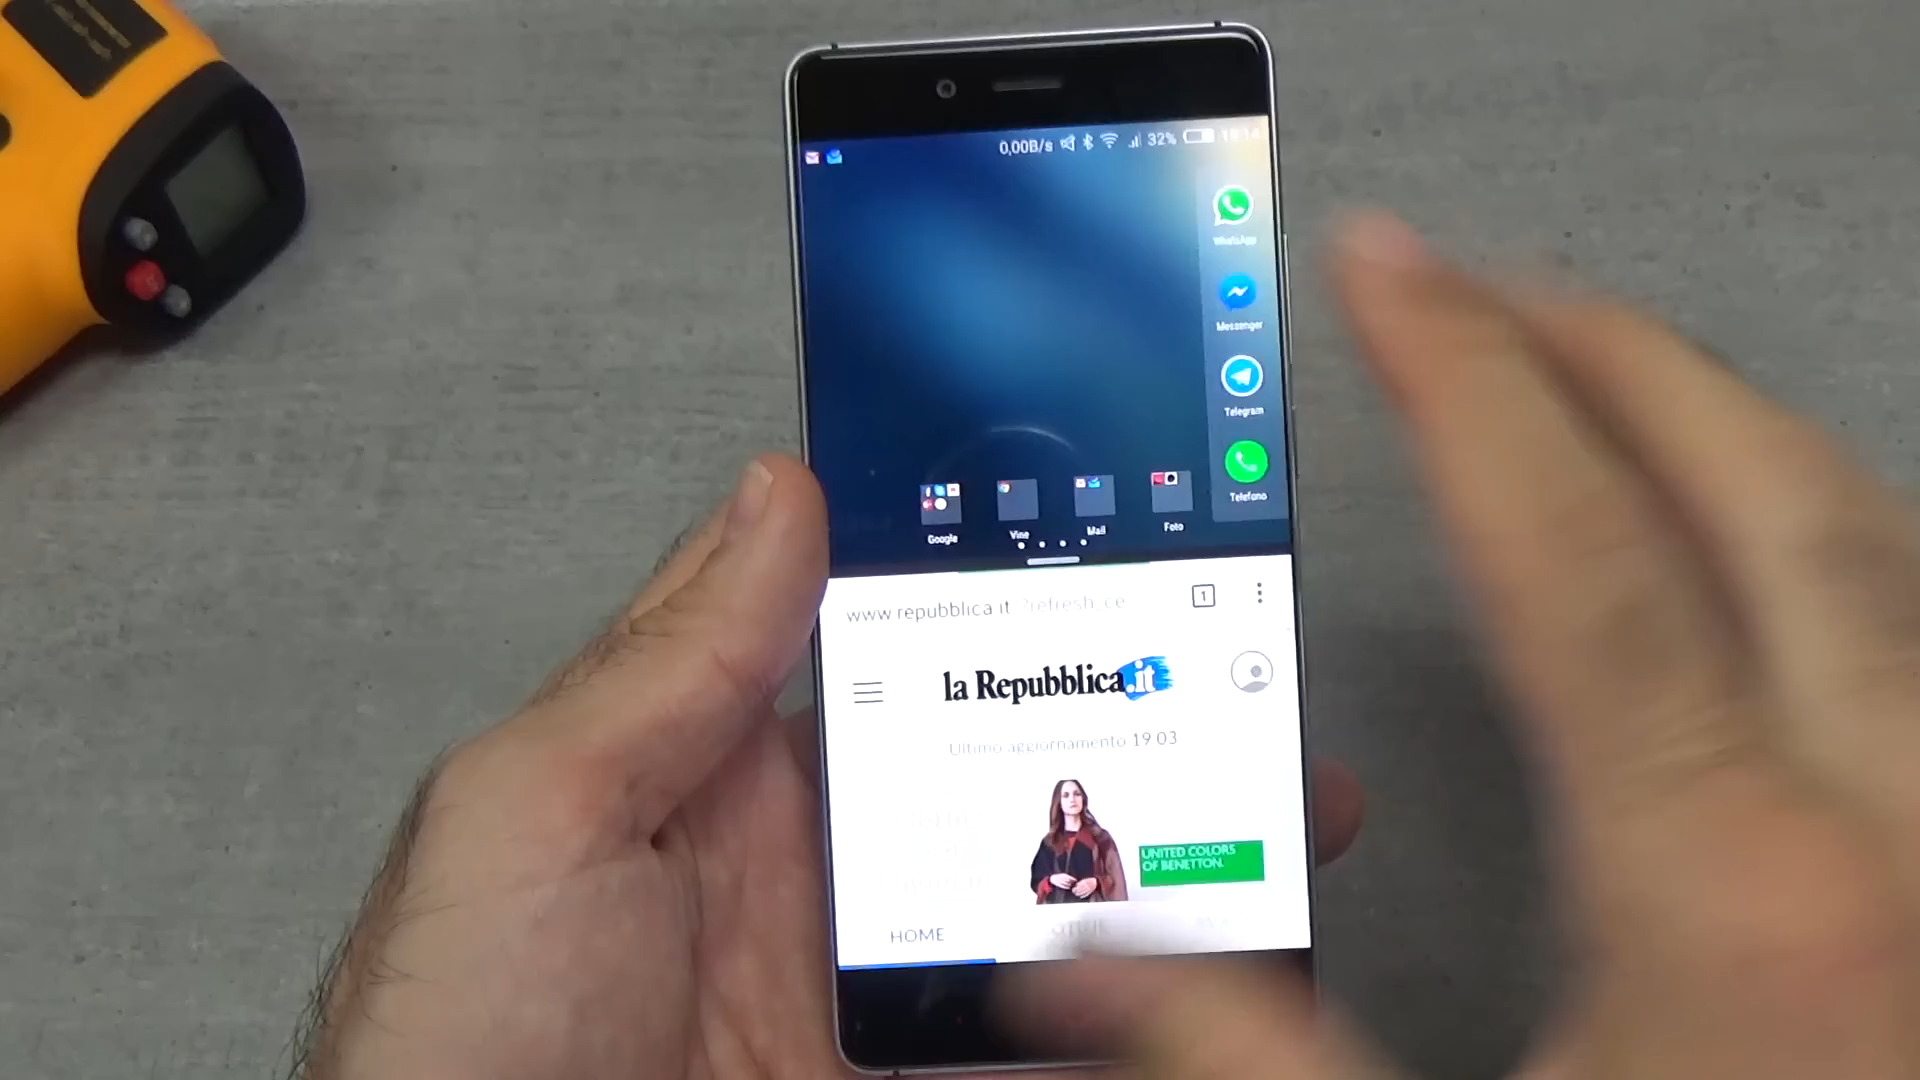 0,00B/s 32%
WhatsApp
Messenger
Telegram
Telefono
Google Vine Mail Foto
www.repubblica.it/?refresh_ce 1
la Repubblica.it
Ultimo aggiornamento 19 03
UNITED COLORS
OF BENETTON.
HOME